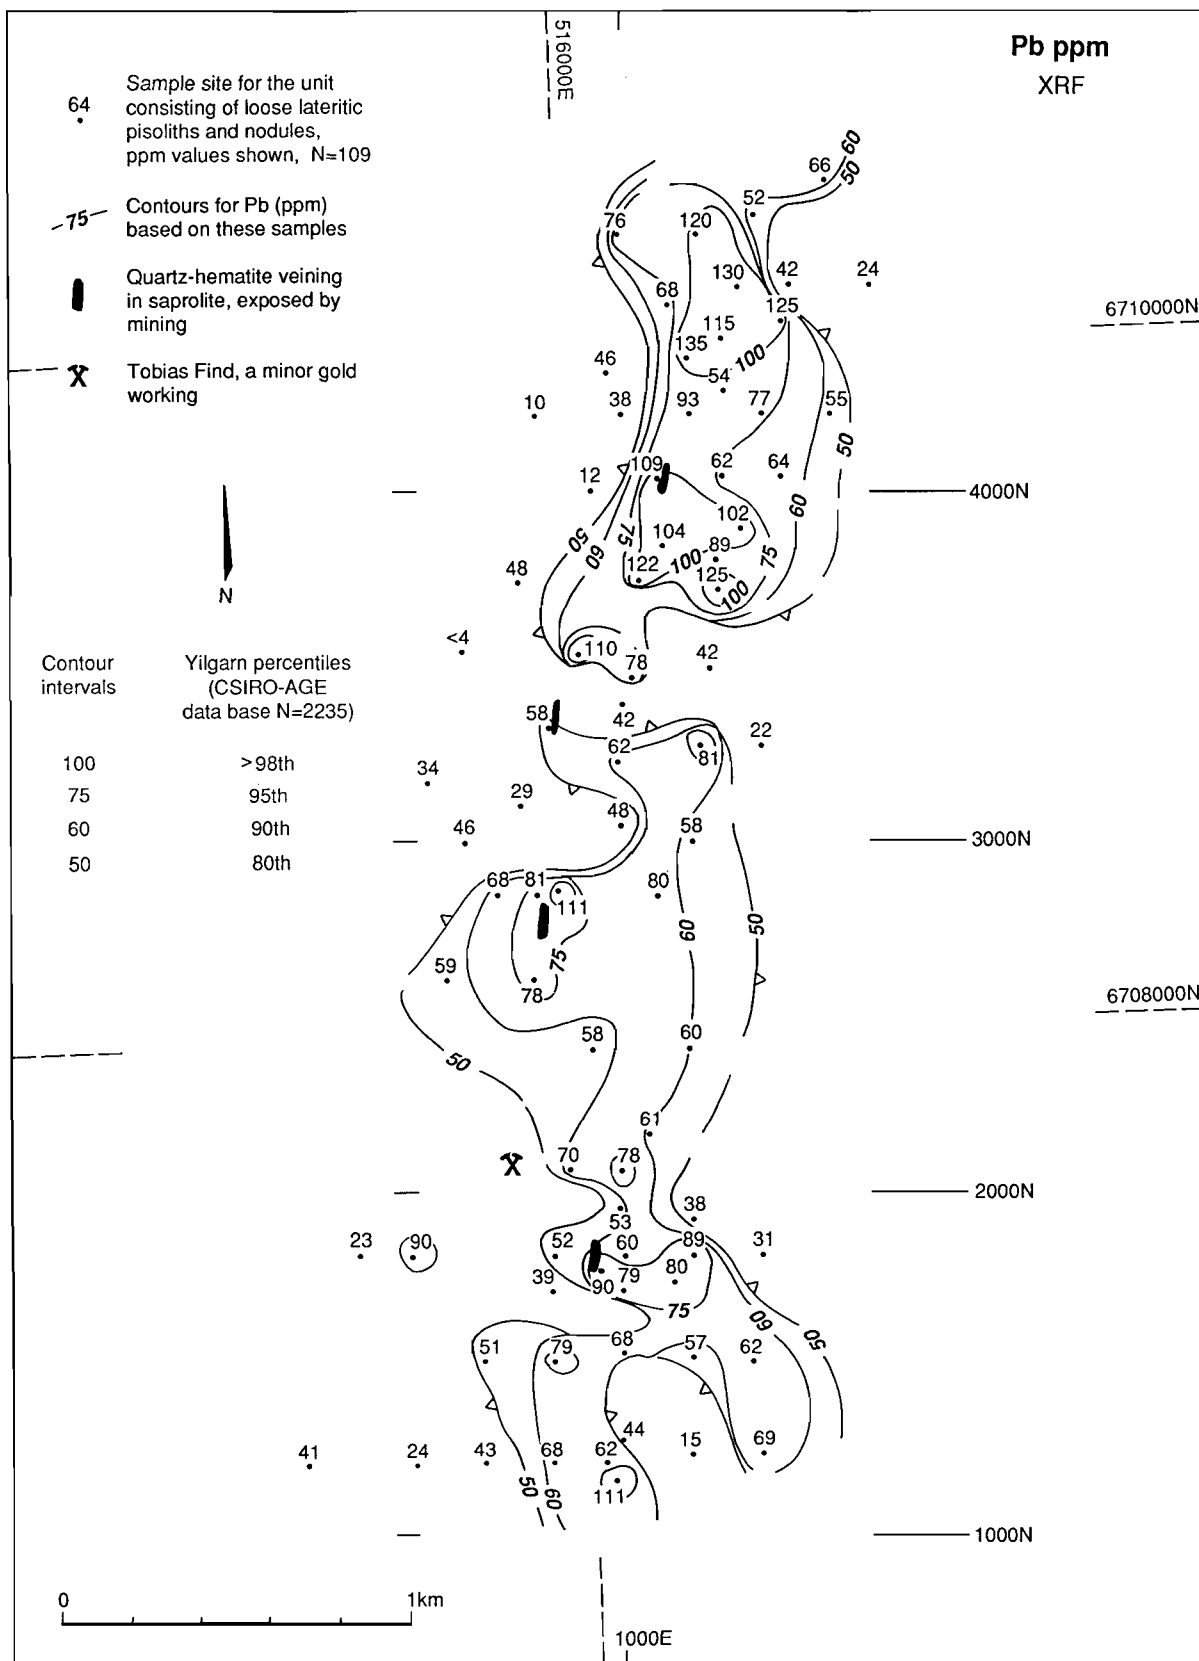 516000E
Pb ppm
XRF
64
Sample site for the unit
consisting of loose lateritic
pisoliths and nodules,
ppm values shown, N=109
75
Contours for Pb (ppm)
based on these samples
Quartz-hematite veining
in saprolite, exposed by
mining
Tobias Find, a minor gold
working
N
Contour
intervals
Yilgarn percentiles
(CSIRO-AGE
data base N=2235)
100 >98th
75 95th
60 90th
50 80th
60
66 50
52
76 120
130 42 24
68 125
6710000N
115
135 100
46 54
10 38 93 77 55
50
109 62 64
12 4000N
60
102
50 75 104
60 89 75
100
122
48 125 100
<4 110 78 42
58 42 22
62 81
34
29 48 58
46 3000N
68 81 80
111
60 50
75
59 78
6708000N
58 60
50
61
70 78
2000N
38
53
23 90 52 60 89 31
39 90 79 80
75
60 50
51 79 68 57 62
44
41 24 43 68 62 15 69
50 60 111
1000N
0 1km
1000E